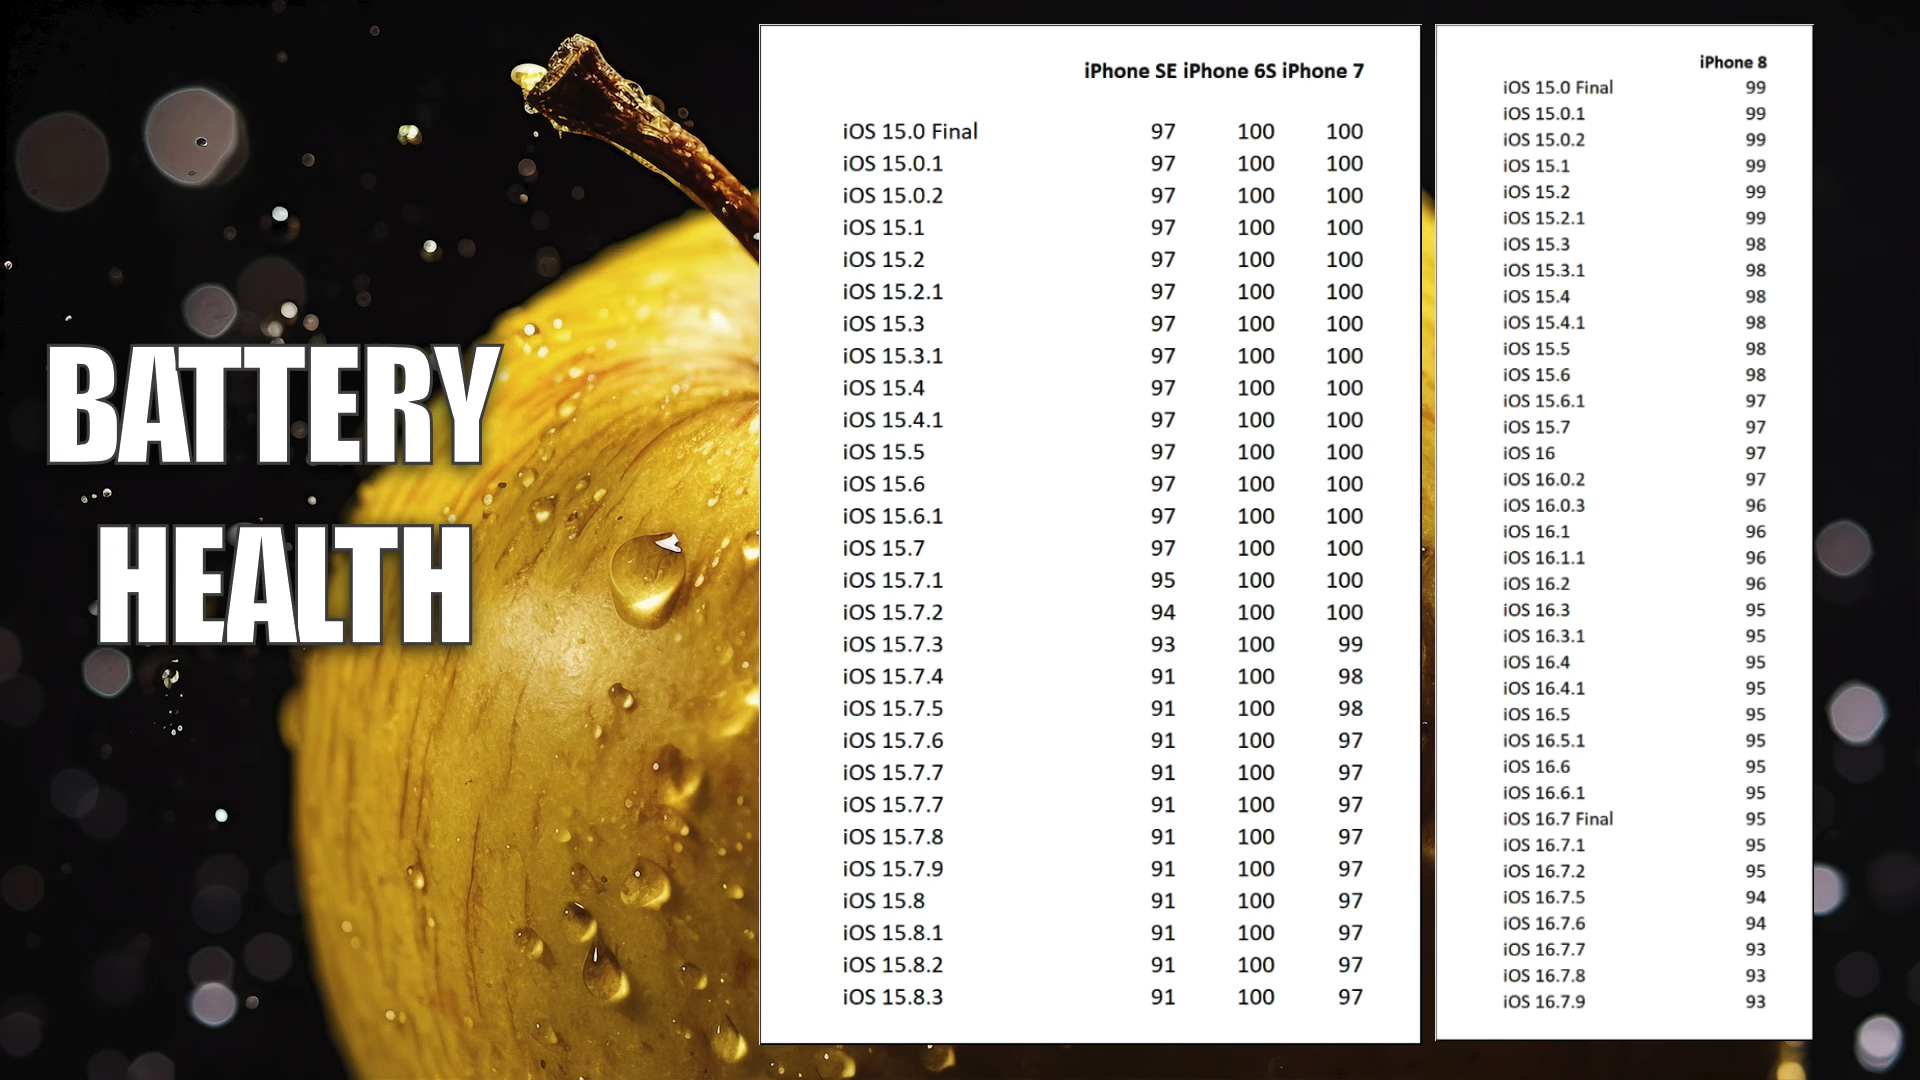 BATTERY
HEALTH
iPhone SE iPhone 6S iPhone 7
iOS 15.0 Final 97 100 100
iOS 15.0.1 97 100 100
iOS 15.0.2 97 100 100
iOS 15.1 97 100 100
iOS 15.2 97 100 100
iOS 15.2.1 97 100 100
iOS 15.3 97 100 100
iOS 15.3.1 97 100 100
iOS 15.4 97 100 100
iOS 15.4.1 97 100 100
iOS 15.5 97 100 100
iOS 15.6 97 100 100
iOS 15.6.1 97 100 100
iOS 15.7 97 100 100
iOS 15.7.1 95 100 100
iOS 15.7.2 94 100 100
iOS 15.7.3 93 100 99
iOS 15.7.4 91 100 98
iOS 15.7.5 91 100 98
iOS 15.7.6 91 100 97
iOS 15.7.7 91 100 97
iOS 15.7.7 91 100 97
iOS 15.7.8 91 100 97
iOS 15.7.9 91 100 97
iOS 15.8 91 100 97
iOS 15.8.1 91 100 97
iOS 15.8.2 91 100 97
iOS 15.8.3 91 100 97
iPhone 8
iOS 15.0 Final 99
iOS 15.0.1 99
iOS 15.0.2 99
iOS 15.1 99
iOS 15.2 99
iOS 15.2.1 99
iOS 15.3 98
iOS 15.3.1 98
iOS 15.4 98
iOS 15.4.1 98
iOS 15.5 98
iOS 15.6 98
iOS 15.6.1 97
iOS 15.7 97
iOS 16 97
iOS 16.0.2 97
iOS 16.0.3 96
iOS 16.1 96
iOS 16.1.1 96
iOS 16.2 96
iOS 16.3 95
iOS 16.3.1 95
iOS 16.4 95
iOS 16.4.1 95
iOS 16.5 95
iOS 16.5.1 95
iOS 16.6 95
iOS 16.6.1 95
iOS 16.7 Final 95
iOS 16.7.1 95
iOS 16.7.2 95
iOS 16.7.5 94
iOS 16.7.6 94
iOS 16.7.7 93
iOS 16.7.8 93
iOS 16.7.9 93